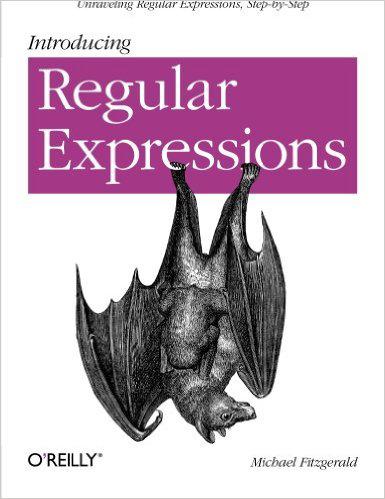 Unraveling Regular Expressions, Step-by-Step
Introducing
Regular
Expressions
O'REILLY®
Michael Fitzgerald